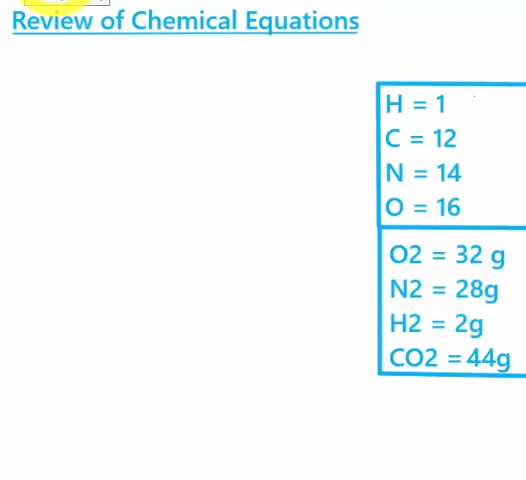 Review of Chemical Equations
H = 1
C = 12
N = 14
O = 16
O2 = 32 g
N2 = 28g
H2 = 2g
CO2 = 44g